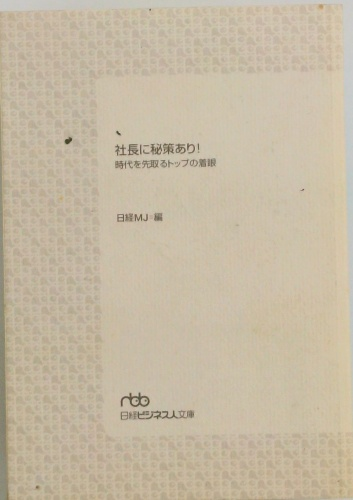 社長に秘策あり!
時代を先取るトップの着眼
日経MJ=編
nbb
日経ビジネス人文庫